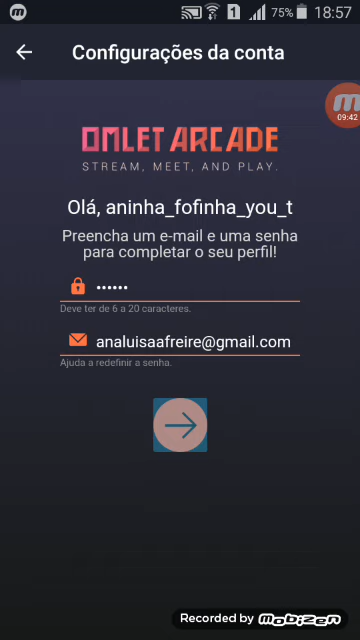 m 1 75% 18:57
Configurações da conta
m
09:42
OMLET ARCADE
STREAM, MEET, AND PLAY.
Olá, aninha_fofinha_you_t
Preencha um e-mail e uma senha
para completar o seu perfil!
••••••
Deve ter de 6 a 20 caracteres.
analuisaafreire@gmail.com
Ajuda a redefinir a senha.
Recorded by mobizen